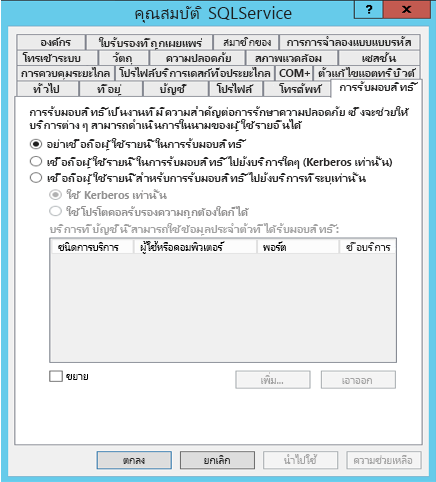 คุณสมบัติ SQLService
? x
องค์กร ใบรับรองที่ถูกเผยแพร่ สมาชิกของ การการจำลองแบบแบบรหัส
โทรเข้าระบบ วัตถุ ความปลอดภัย สภาพแวดล้อม เซสชัน
การควบคุมระยะไกล โปรไฟล์บริการเดสก์ท็อประยะไกล COM+ ตัวแก้ไขแอตทริบิวต์
ทั่วไป ที่อยู่ บัญชี โปรไฟล์ โทรศัพท์ การรับมอบสิทธิ์
การรับมอบสิทธิ์เป็นงานที่มีความสำคัญต่อการรักษาความปลอดภัย ซึ่งจะช่วยให้
บริการต่าง ๆ สามารถดำเนินการในนามของผู้ใช้รายอื่นได้
อย่าเชื่อถือผู้ใช้รายนี้ในการรับมอบสิทธิ์
เชื่อถือผู้ใช้รายนี้ในการรับมอบสิทธิ์ไปยังบริการใดๆ (Kerberos เท่านั้น)
เชื่อถือผู้ใช้รายนี้สำหรับการรับมอบสิทธิ์ไปยังบริการที่ระบุเท่านั้น
ใช้ Kerberos เท่านั้น
ใช้โปรโตคอลรับรองความถูกต้องใดก็ได้
บริการที่บัญชีนี้สามารถใช้ข้อมูลประจำตัวที่ได้รับมอบสิทธิ์:
ชนิดการบริการ ผู้ใช้หรือคอมพิวเตอร์ พอร์ต ชื่อบริการ
ขยาย เพิ่ม... เอาออก
ตกลง ยกเลิก นำไปใช้ ความช่วยเหลือ